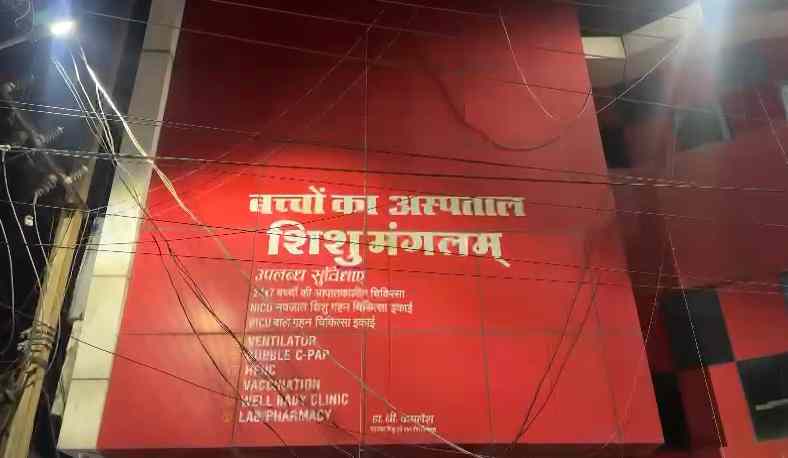 बच्चों का अस्पताल
शिशुमंगलम्
उपलब्ध सुविधाएं
24x7 बच्चों की आपातकालीन चिकित्सा
NICU नवजात शिशु गहन चिकित्सा इकाई
PICU बाल गहन चिकित्सा इकाई
VENTILATOR
BUBBLE C-PAP
VACCINATION
WELL BABY CLINIC
LAB PHARMACY
डा. बी.